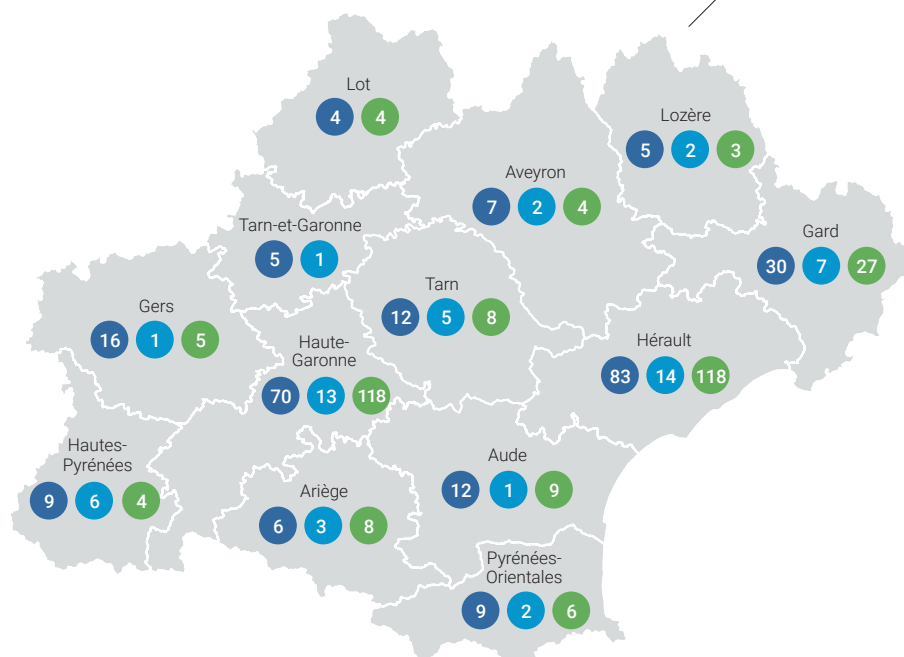 Lot
4 4
Lozère
5 2 3
Aveyron
7 2 4
Tarn-et-Garonne
5 1
Gard
30 7 27
Tarn
12 5 8
Gers
16 1 5
Haute-
Garonne
70 13 118
Hérault
83 14 118
Hautes-
Pyrénées
9 6 4
Aude
12 1 9
Ariège
6 3 8
Pyrénées-
Orientales
9 2 6